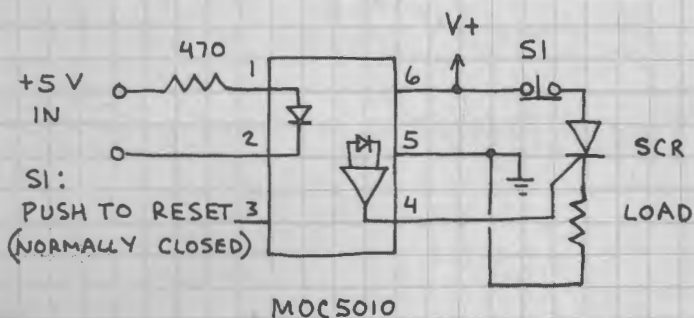 470
V+
S1
+5 V
IN
1
2
3
6
5
4
SCR
LOAD
S1:
PUSH TO RESET
(NORMALLY CLOSED)
MOC5010